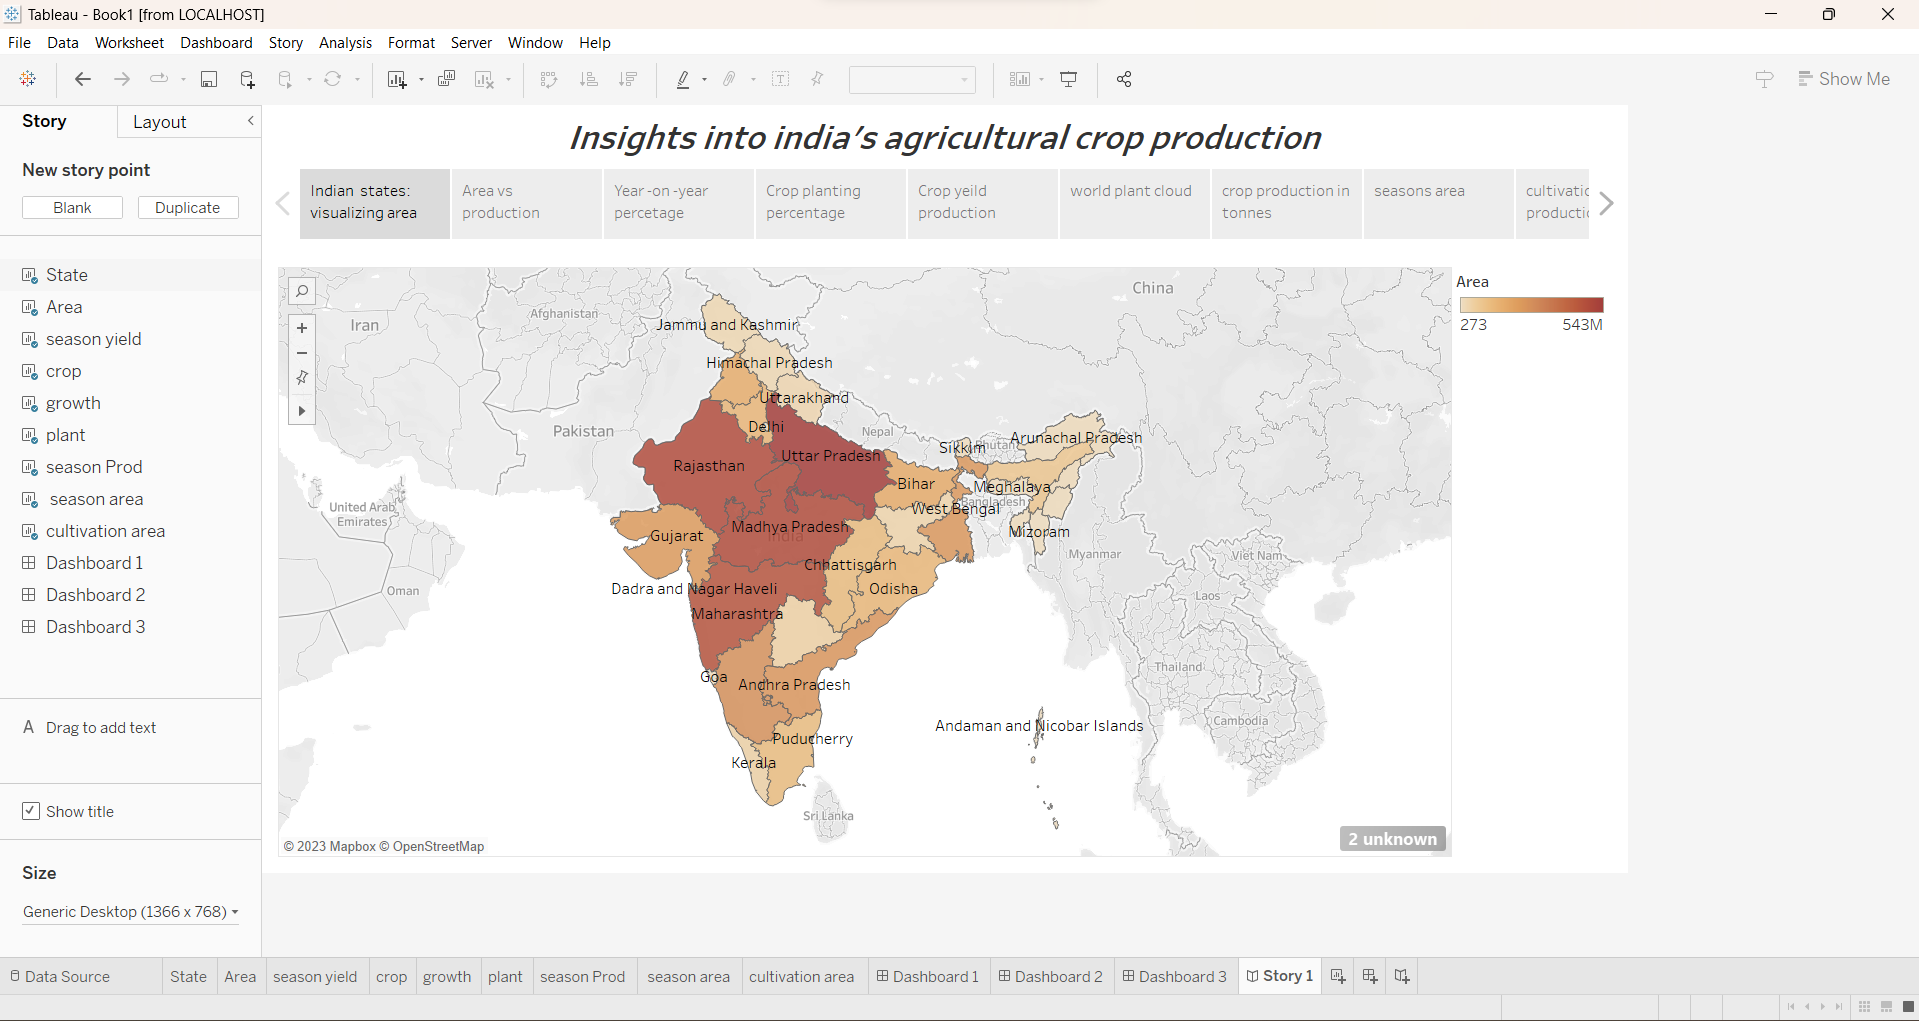 Tableau - Book1 [from LOCALHOST]
File Data Worksheet Dashboard Story Analysis Format Server Window Help
Show Me
Story
Layout
New story point
Blank
Duplicate
State
Area
season yield
crop
growth
plant
season Prod
season area
cultivation area
Dashboard 1
Dashboard 2
Dashboard 3
A Drag to add text
Show title
Size
Generic Desktop (1366 x 768)
Insights into india's agricultural crop production
Indian states:
visualizing area
Area vs
production
Year -on -year
percetage
Crop planting
percentage
Crop yeild
production
world plant cloud
crop production in
tonnes
seasons area
cultivatic
producti
Area
273
543M
China
Afghanistan
Iran
Jammu and Kashmir
Himachal Pradesh
Uttarakhand
Delhi
Pakistan
Nepal
Arunachal Pradesh
Sikkim
Bhutan
Uttar Pradesh
Rajasthan
Bihar
Meghalaya
Bangladesh
United Arab
Emirates
West Bengal
Madhya Pradesh
India
Gujarat
Mizoram
Myanmar
Viet Nam
Chhattisgarh
Dadra and Nagar Haveli
Odisha
Oman
Laos
Maharashtra
Thailand
Goa
Andhra Pradesh
Cambodia
Andaman and Nicobar Islands
Puducherry
Kerala
Sri Lanka
2 unknown
© 2023 Mapbox © OpenStreetMap
Data Source State Area season yield crop growth plant season Prod season area cultivation area Dashboard 1 Dashboard 2 Dashboard 3 Story 1